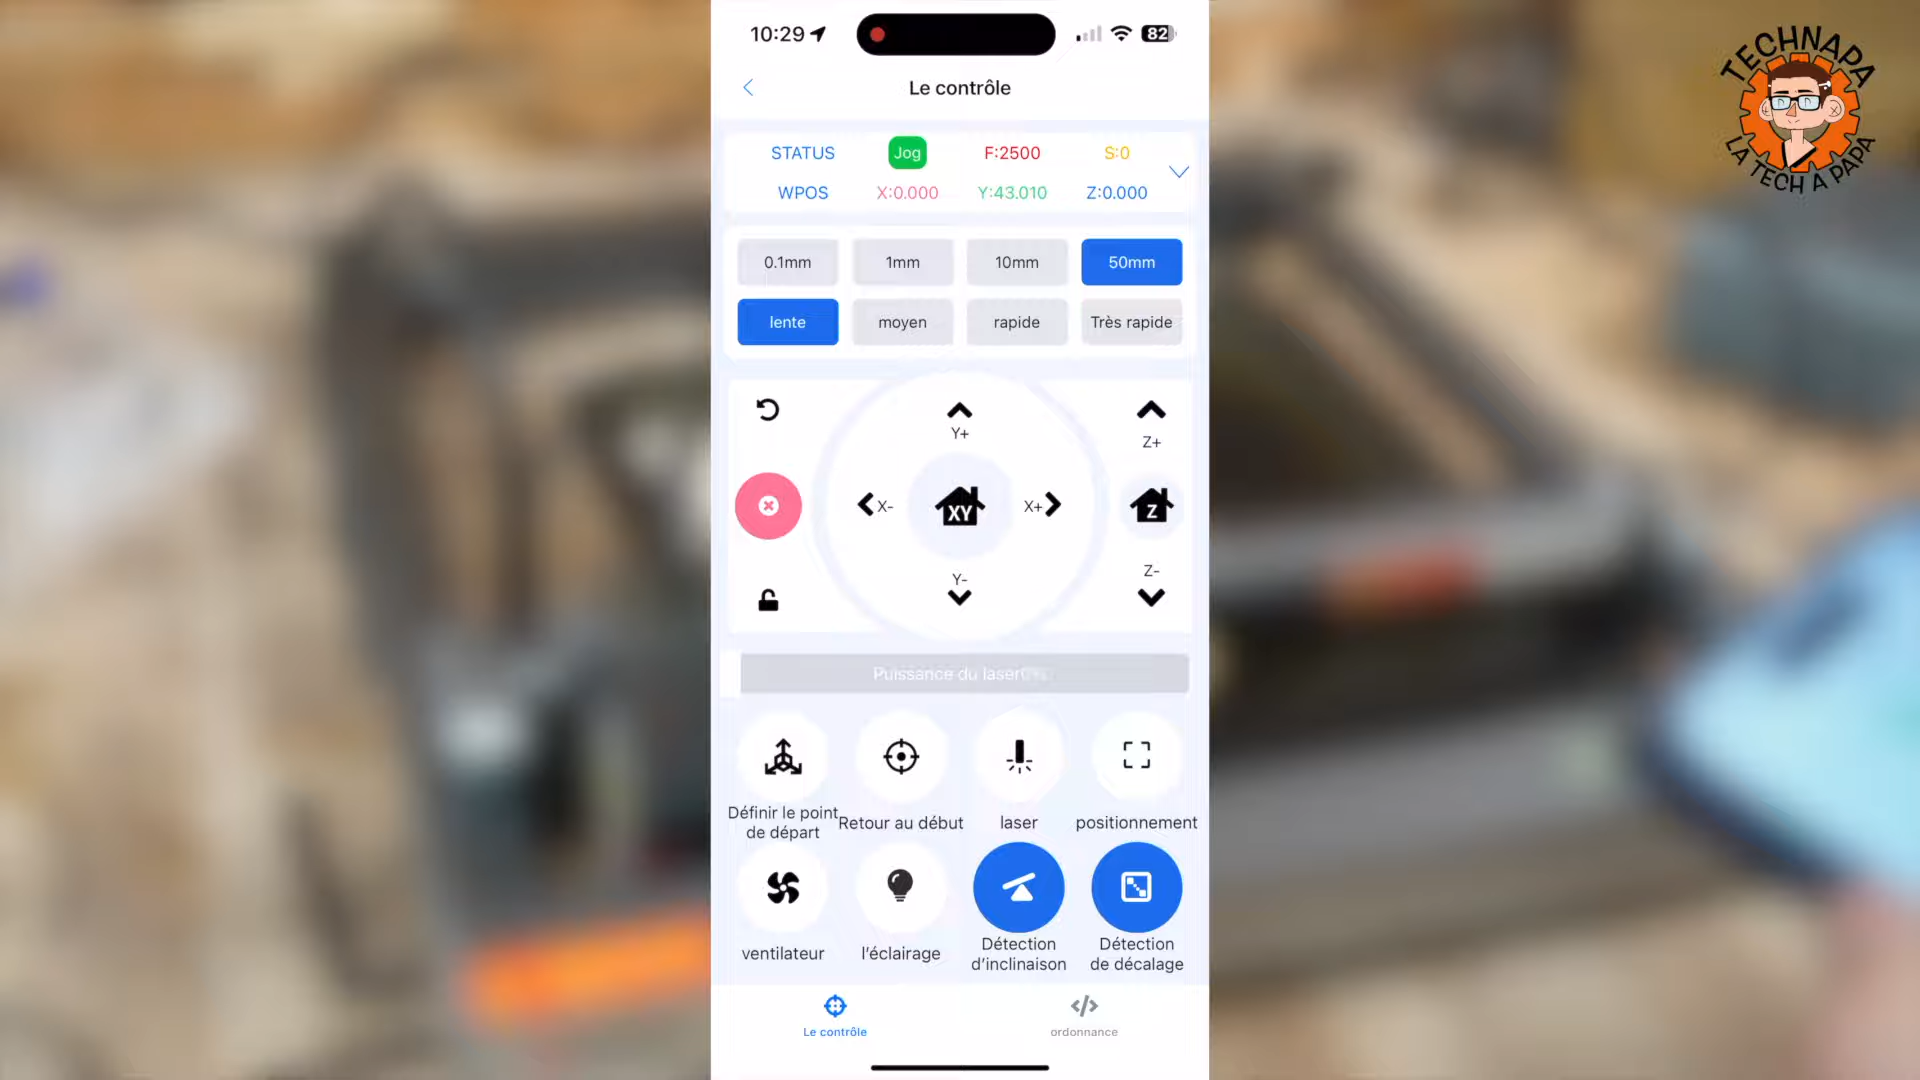 10:29
82
Le contrôle
STATUS Jog F:2500 S:0
WPOS X:0.000 Y:43.010 Z:0.000
0.1mm 1mm 10mm 50mm
lente moyen rapide Très rapide
Y+
Z+
X- XY X+ Z
Y-
Z-
Puissance du laser
Définir le point de départ
Retour au début
laser
positionnement
ventilateur
l'éclairage
Détection d'inclinaison
Détection de décalage
Le contrôle
ordonnance
TECHNAPA
LA TECH A PAPA